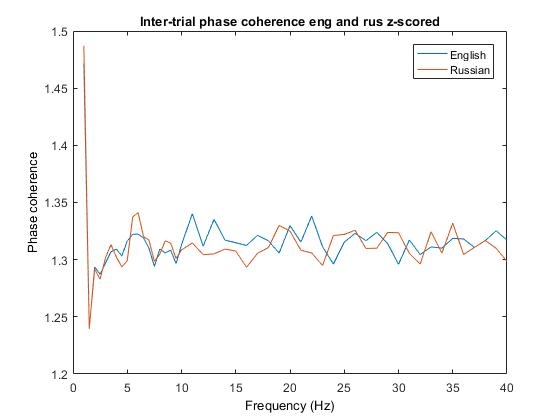 Inter-trial phase coherence eng and rus z-scored
English
Russian
Phase coherence
1.5
1.45
1.4
1.35
1.3
1.25
1.2
0 5 10 15 20 25 30 35 40
Frequency (Hz)